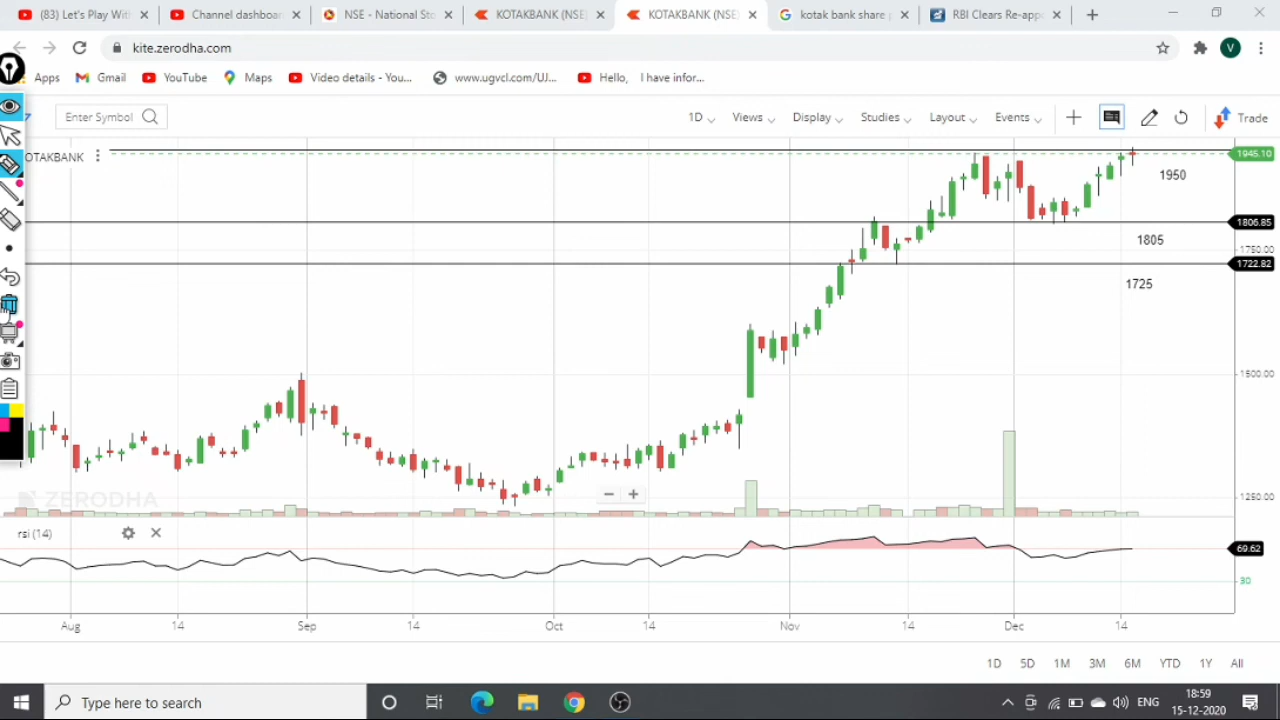 (83) Let's Play Wit
Channel dashboar
NSE - National Sto
KOTAKBANK (NSE)
KOTAKBANK (NSE)
kotak bank share p
RBI Clears Re-appo
kite.zerodha.com
V
Apps
Gmail
YouTube
Maps
Video details - You...
www.ugvcl.com/UJ...
Hello, I have infor...
Enter Symbol
1D
Views
Display
Studies
Layout
Events
Trade
OTAKBANK
1945.10
1950
1806.85
1805
1750.00
1722.82
1725
1500.00
ZERODHA
1250.00
rsi (14)
69.62
30
Aug
14
Sep
14
Oct
14
Nov
14
Dec
14
1D
5D
1M
3M
6M
YTD
1Y
All
Type here to search
ENG
18:59
15-12-2020